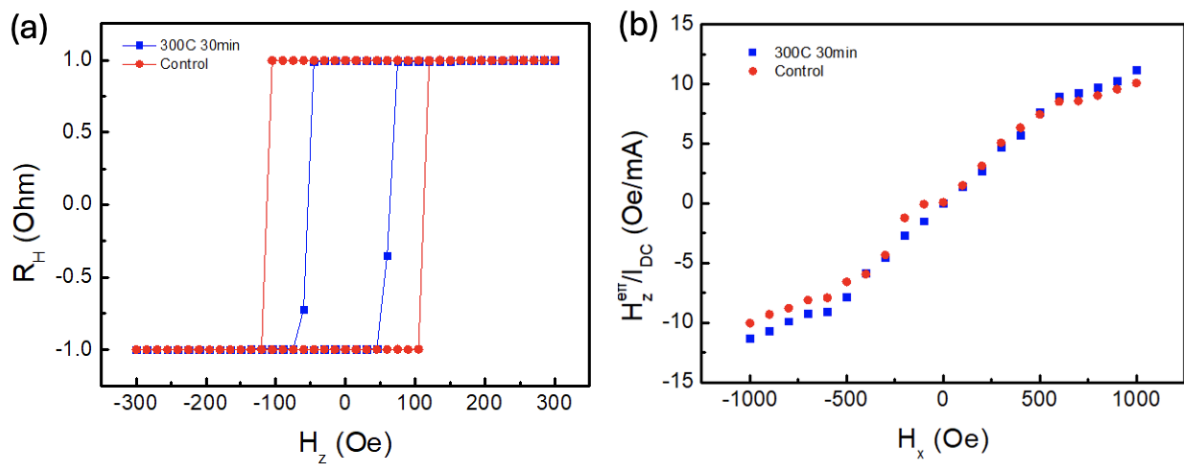 (a)
300C 30min
Control
1.0
0.5
0.0
-0.5
-1.0
R_H (Ohm)
-300 -200 -100 0 100 200 300
H_z (Oe)
(b)
300C 30min
Control
15
10
5
0
-5
-10
-15
H_z^eff/I_DC (Oe/mA)
-1000 -500 0 500 1000
H_x (Oe)